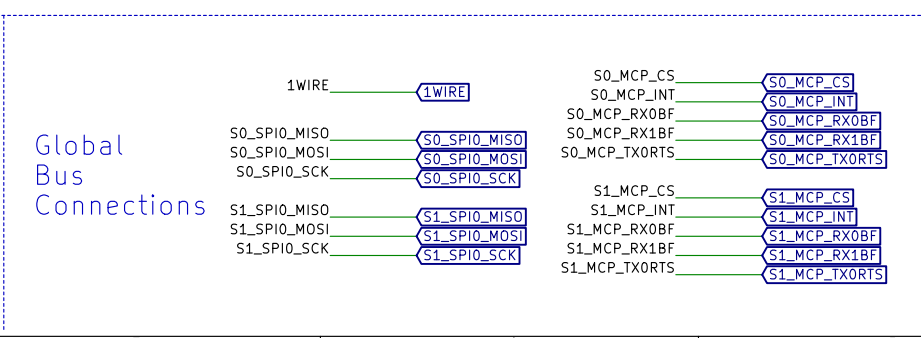 Global
Bus
Connections
1WIRE 1WIRE
S0_SPI0_MISO S0_SPI0_MISO
S0_SPI0_MOSI S0_SPI0_MOSI
S0_SPI0_SCK S0_SPI0_SCK
S1_SPI0_MISO S1_SPI0_MISO
S1_SPI0_MOSI S1_SPI0_MOSI
S1_SPI0_SCK S1_SPI0_SCK
S0_MCP_CS S0_MCP_CS
S0_MCP_INT S0_MCP_INT
S0_MCP_RX0BF S0_MCP_RX0BF
S0_MCP_RX1BF S0_MCP_RX1BF
S0_MCP_TX0RTS S0_MCP_TX0RTS
S1_MCP_CS S1_MCP_CS
S1_MCP_INT S1_MCP_INT
S1_MCP_RX0BF S1_MCP_RX0BF
S1_MCP_RX1BF S1_MCP_RX1BF
S1_MCP_TX0RTS S1_MCP_TX0RTS